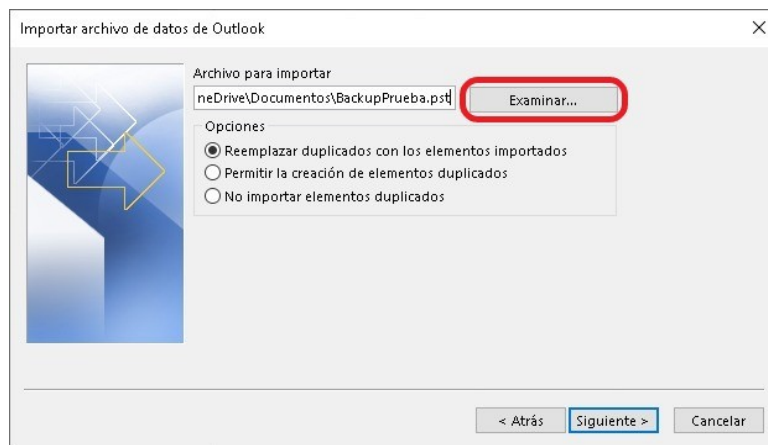 Importar archivo de datos de Outlook
Archivo para importar
neDrive\Documentos\BackupPrueba.pst
Examinar...
Opciones
Reemplazar duplicados con los elementos importados
Permitir la creación de elementos duplicados
No importar elementos duplicados
< Atrás Siguiente > Cancelar